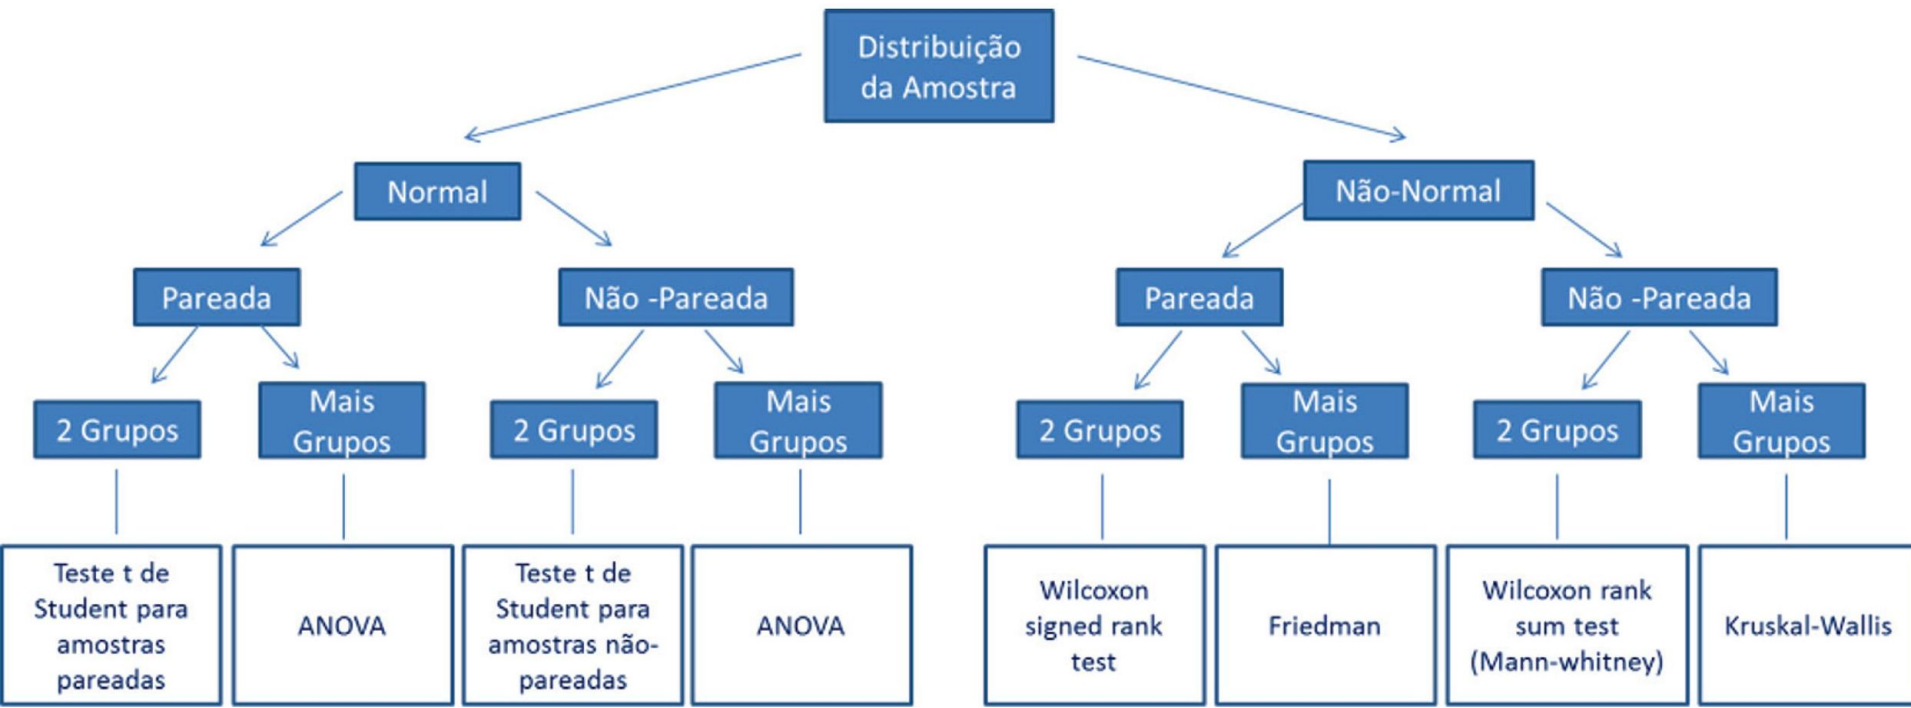 Distribuição
da Amostra
Normal
Não-Normal
Pareada
Não -Pareada
Pareada
Não -Pareada
2 Grupos
Mais
Grupos
2 Grupos
Mais
Grupos
2 Grupos
Mais
Grupos
2 Grupos
Mais
Grupos
Teste t de
Student para
amostras
pareadas
ANOVA
Teste t de
Student para
amostras não-
pareadas
ANOVA
Wilcoxon
signed rank
test
Friedman
Wilcoxon rank
sum test
(Mann-whitney)
Kruskal-Wallis